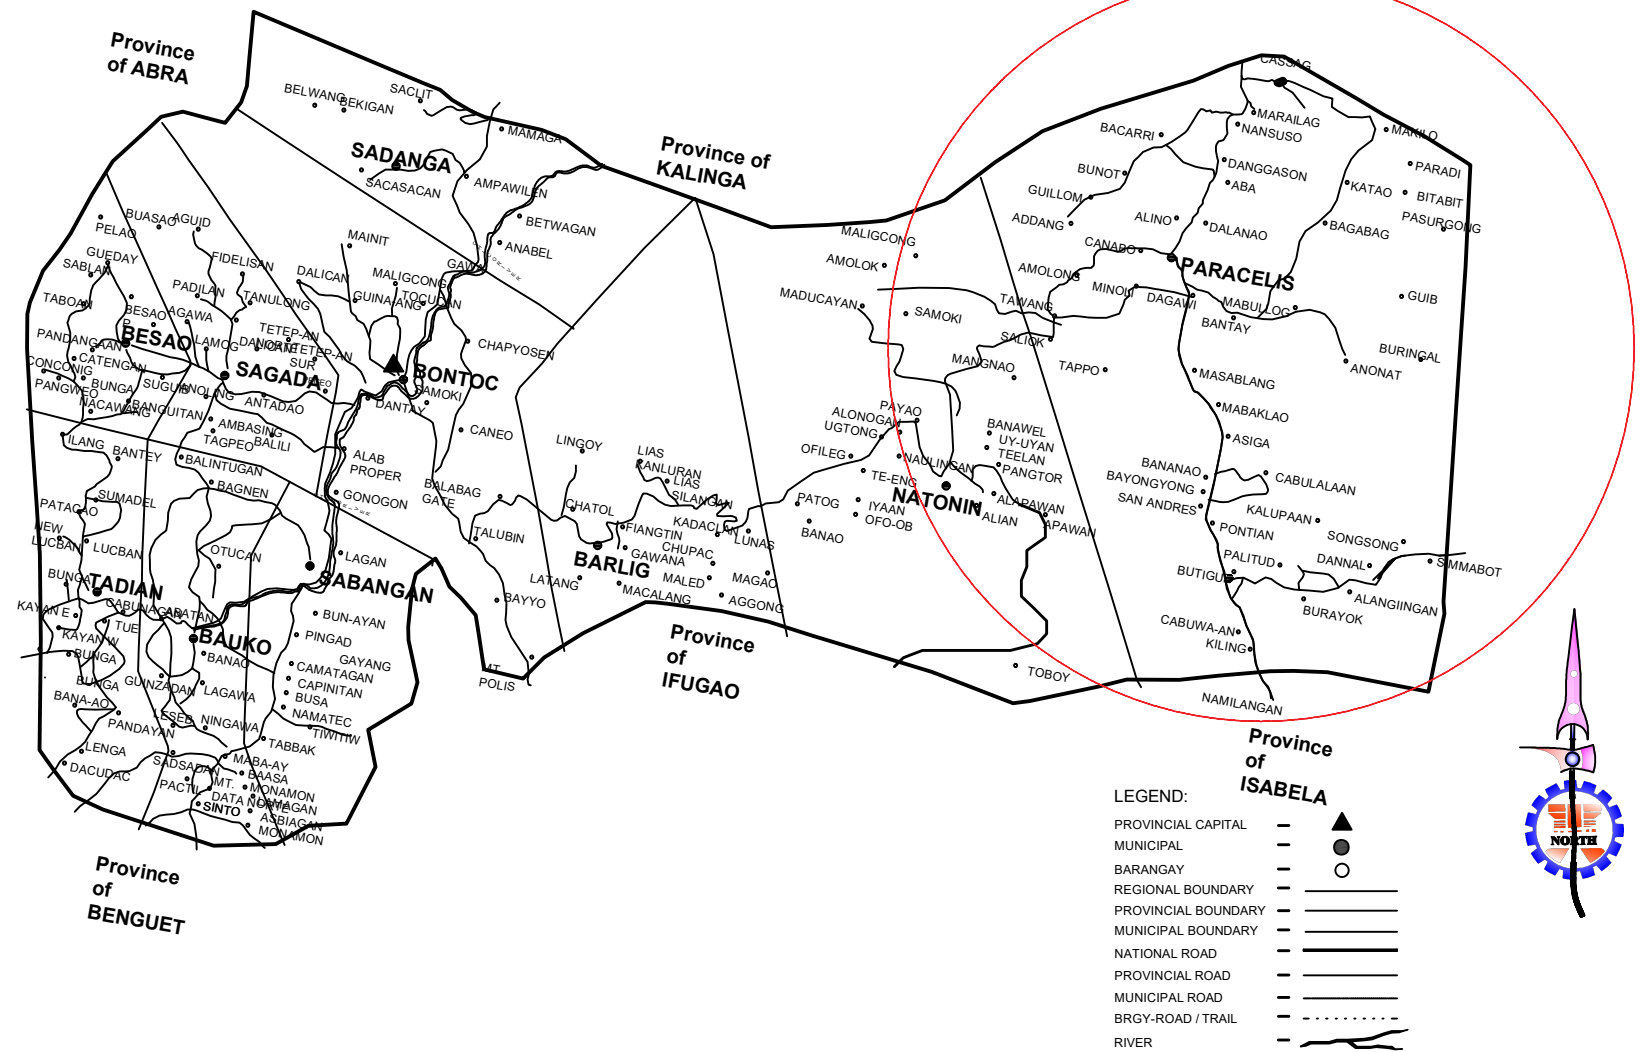 Province
of ABRA
BELWANG
BEKIGAN
SACLIT
MAMAGA
SADANGA
SACASACAN
AMPAWILEN
BETWAGAN
ANABEL
Province of
KALINGA
CASSAG
MARAILAG
NANSUSO
BACARRI
MAKILO
PARADI
BUNOT
DANGGASON
ABA
KATAO
BITABIT
GUILLOM
PASURGONG
ADDANG
ALINO
DALANAO
BAGABAG
CANABO
PARACELIS
AMOLONG
MINOLI
DAGAWI
MABULLOG
GUIB
TAWANG
BANTAY
SALIOK
BURINGAL
ANONAT
TAPPO
MASABLANG
MABAKLAO
ASIGA
BANANAO
BAYONGYONG
SAN ANDRES
CABULALAAN
KALUPAAN
PONTIAN
SONGSONG
PALITUD
DANNAL
SIMMABOT
BUTIGUE
ALANGIINGAN
BURAYOK
CABUWA-AN
KILING
TOBOY
NAMILANGAN
MALIGCONG
AMOLOK
MADUCAYAN
SAMOKI
MANGNAO
PAYAO
ALONOGAN
UGTONG
BANAWEL
UY-UYAN
TEELAN
PANGTOR
OFILEG
NAULINGAN
TE-ENG
NATONIN
ALAPAWAN
APAWAN
ALIAN
PATOG
IYAAN
OFO-OB
BANAO
BUASAO
AGUID
PELAO
GUEDAY
SABLAN
FIDELISAN
MAINIT
DALICAN
MALIGCONG
GUINA-ANG
TOCUCAN
PADILAN
TANULONG
TABOAN
BESAO
P.
AGAWA
BESAO
LAMOG
TETEP-AN
NORTE
TETEP-AN
SUR
PANDANGAAN
CATENGAN
SAGADA
BONTOC
SAMOKI
CHAPYOSEN
PANGWEO
BUNGA
SUGUIB
NACAWANG
BANGUITAN
ANTADAO
DANTAY
AMBASING
TAGPEO
BALILI
CANEO
ILANG
BANTEY
BALINTUGAN
ALAB
PROPER
BAGNEN
GONOGON
LINGOY
LIAS
KANLURAN
LIAS
SILANGAN
BALABAG
GATE
CHATOL
SUMADEL
KADACLAN
LUNAS
FIANGTIN
CHUPAC
GAWANA
TALUBIN
BARLIG
NEW
LUCBAN
LUCBAN
OTUCAN
LAGAN
LATANG
MALED
MAGAO
MACALANG
AGGONG
BAYYO
BUNGA
TADIAN
SABANGAN
KAYAN E.
CABUNAGAN
ABATAN
TUE
BUN-AYAN
KAYAN W
BAUKO
PINGAD
BUNGA
BANAO
GAYANG
CAMATAGAN
CAPINITAN
BUSA
NAMATEC
TIWITIW
BUNGA
GUINZADAN
LAGAWA
BANA-AO
LESEB
NINGAWA
PANDAYAN
TABBAK
LENGA
DACUDAC
SADSADAN
MABA-AY
BAASA
MONAMON
PACTIL
MT.
DATA
SINTO
ASBIAGAN
MONAMON
MT.
POLIS
Province
of
IFUGAO
Province
of
ISABELA
Province
of
BENGUET
LEGEND:
PROVINCIAL CAPITAL
MUNICIPAL
BARANGAY
REGIONAL BOUNDARY
PROVINCIAL BOUNDARY
MUNICIPAL BOUNDARY
NATIONAL ROAD
PROVINCIAL ROAD
MUNICIPAL ROAD
BRGY-ROAD / TRAIL
RIVER
NORTH